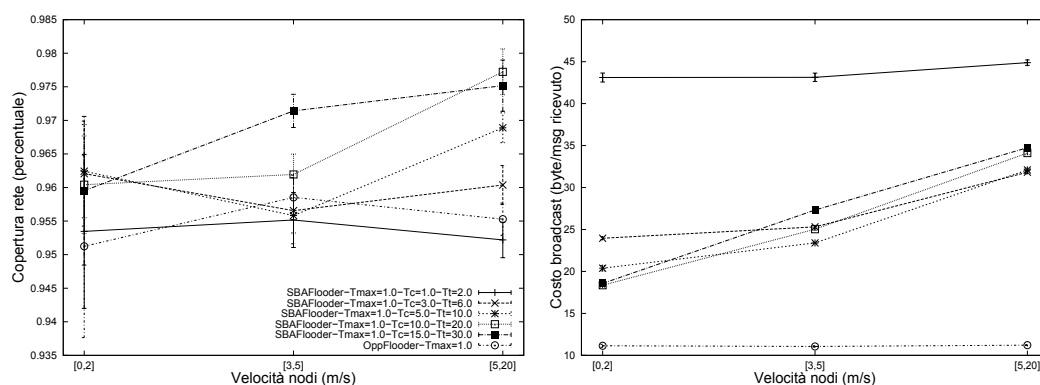 0.985
0.98
0.975
0.97
0.965
0.96
0.955
0.95
0.945
0.94
0.935
Copertura rete (percentuale)
SBAFlooder−Tmax=1.0−Tc=1.0−Tt=2.0
SBAFlooder−Tmax=1.0−Tc=3.0−Tt=6.0
SBAFlooder−Tmax=1.0−Tc=5.0−Tt=10.0
SBAFlooder−Tmax=1.0−Tc=10.0−Tt=20.0
SBAFlooder−Tmax=1.0−Tc=15.0−Tt=30.0
OppFlooder−Tmax=1.0
[0,2] [3,5] [5,20]
Velocità nodi (m/s)
50
45
40
35
30
25
20
15
10
Costo broadcast (byte/msg ricevuto)
[0,2] [3,5] [5,20]
Velocità nodi (m/s)